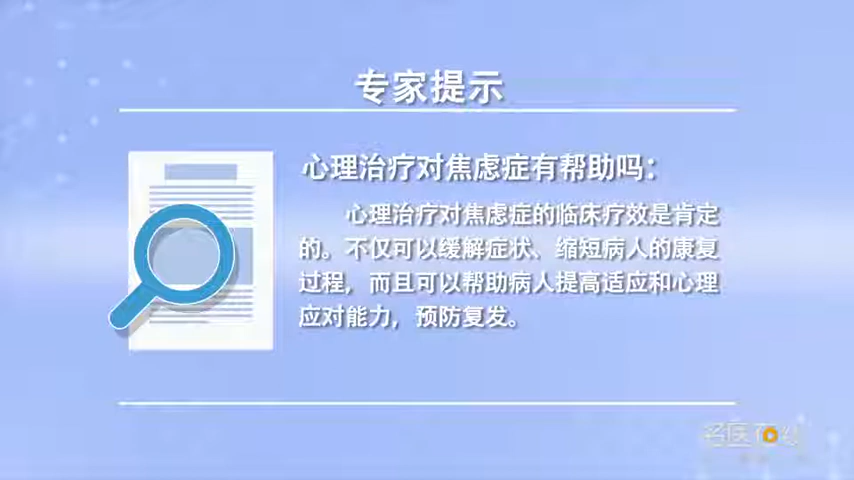 专家提示
心理治疗对焦虑症有帮助吗：
心理治疗对焦虑症的临床疗效是肯定
的。不仅可以缓解症状、缩短病人的康复
过程，而且可以帮助病人提高适应和心理
应对能力，预防复发。